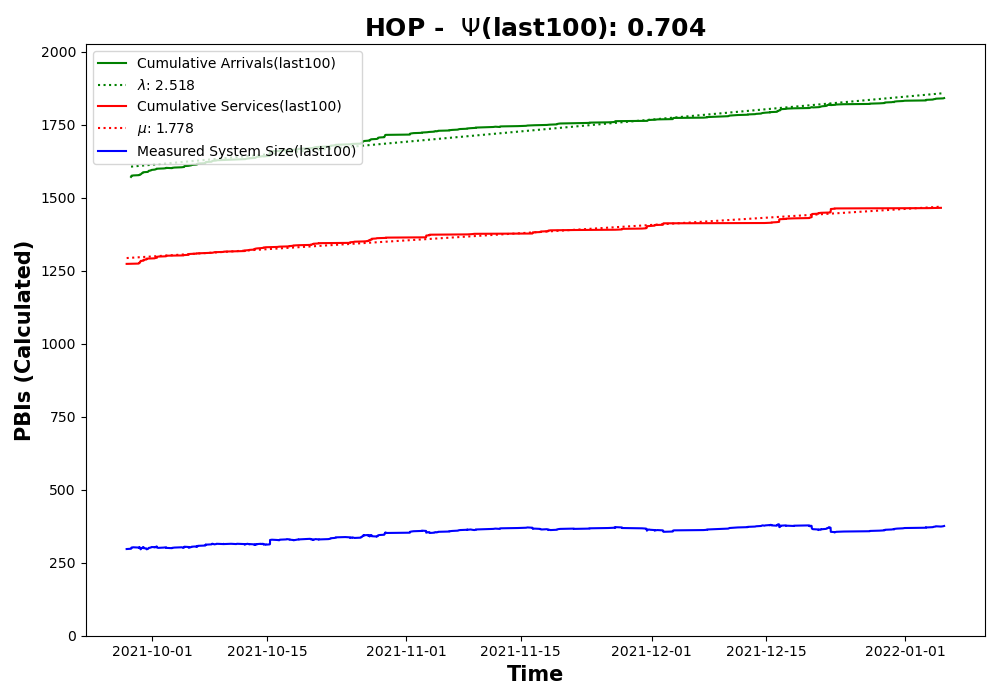 HOP -  Ψ(last100): 0.704
Cumulative Arrivals(last100)
λ: 2.518
Cumulative Services(last100)
μ: 1.778
Measured System Size(last100)
PBIs (Calculated)
2000
1750
1500
1250
1000
750
500
250
0
2021-10-01 2021-10-15 2021-11-01 2021-11-15 2021-12-01 2021-12-15 2022-01-01
Time